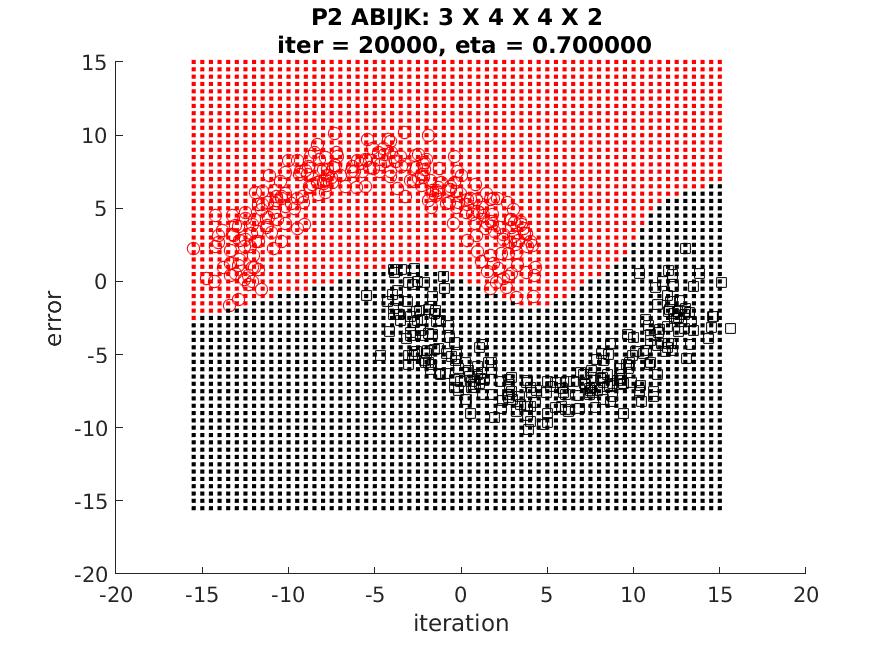 P2 ABIJK: 3 X 4 X 4 X 2
iter = 20000, eta = 0.700000
15
10
5
0
-5
-10
-15
-20
error
-20 -15 -10 -5 0 5 10 15 20
iteration